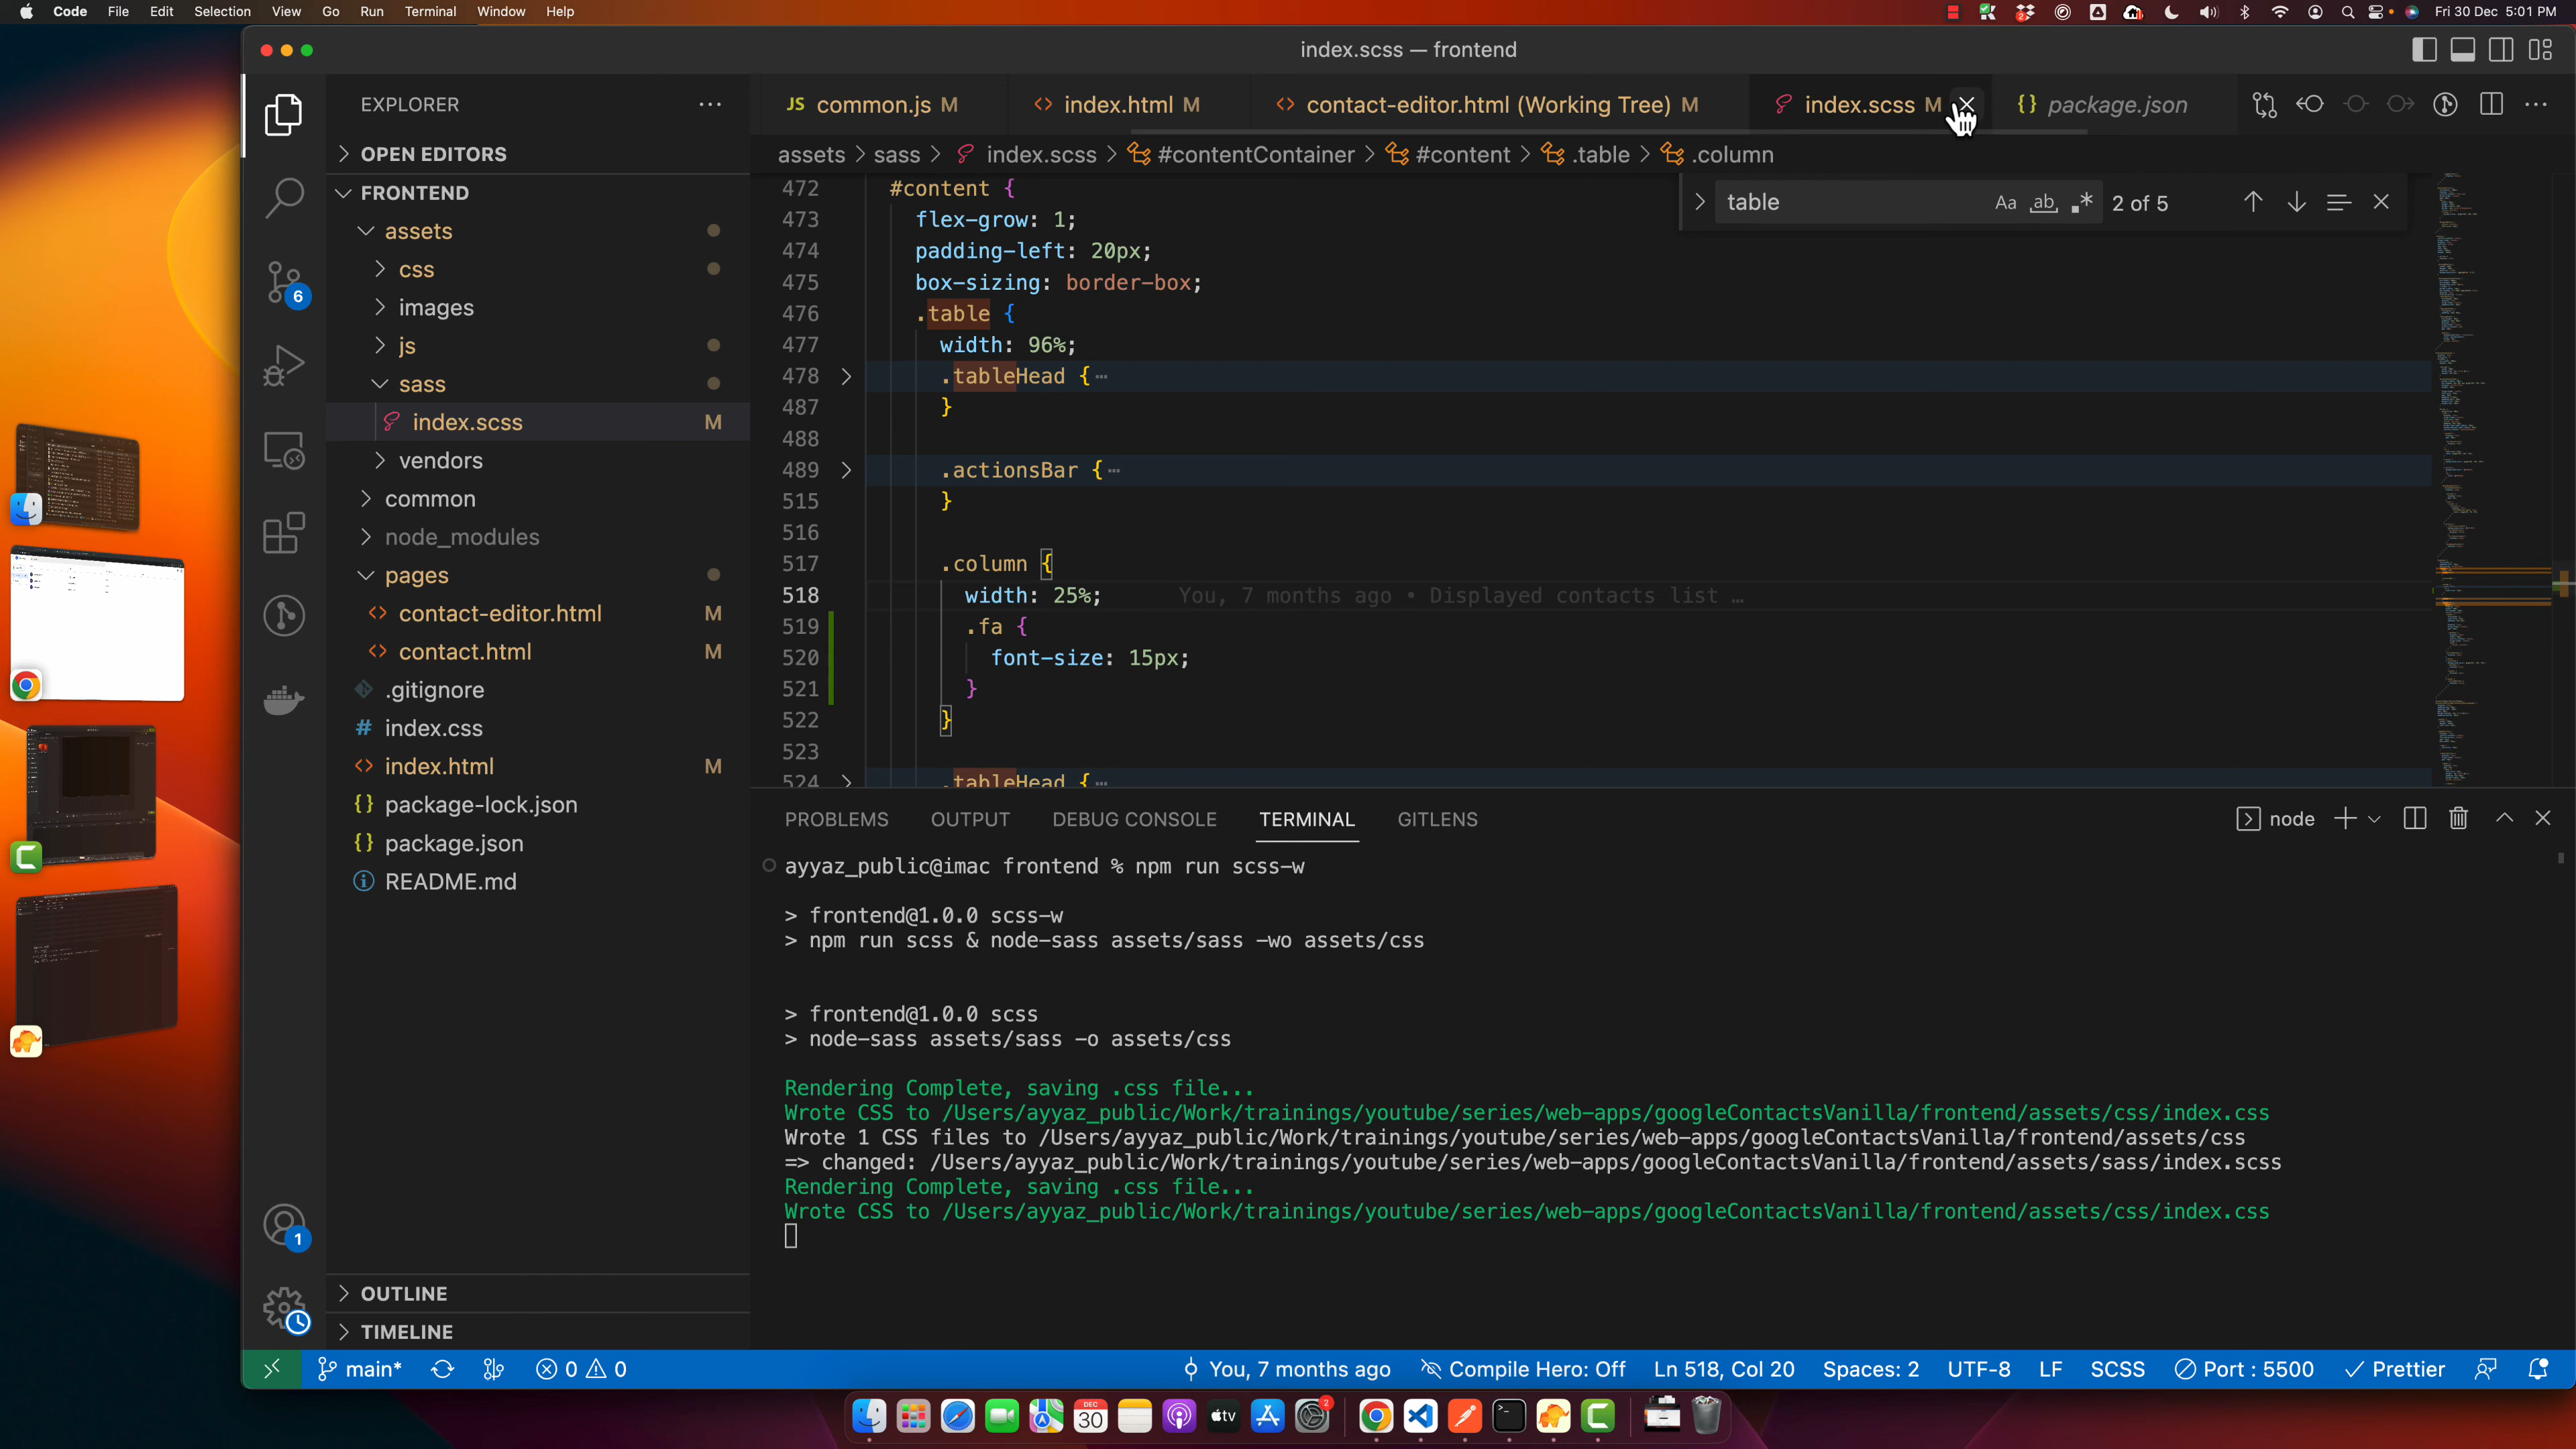 Code File Edit Selection View Go Run Terminal Window Help
2
Fri 30 Dec 5:01 PM
index.scss — frontend
EXPLORER
JS common.js M
<> index.html M
<> contact-editor.html (Working Tree) M
index.scss M
{} package.json
OPEN EDITORS
FRONTEND
assets
css
images
js
sass
index.scss M
vendors
common
node_modules
pages
<> contact-editor.html M
<> contact.html M
.gitignore
# index.css
<> index.html M
{} package-lock.json
{} package.json
README.md
OUTLINE
TIMELINE
6
1
assets > sass > index.scss > #contentContainer > #content > .table > .column
table Aa ab .* 2 of 5
472 #content {
473 flex-grow: 1;
474 padding-left: 20px;
475 box-sizing: border-box;
476 .table {
477 width: 96%;
478 .tableHead {…
487 }
488
489 .actionsBar {…
515 }
516
517 .column {
518 width: 25%; You, 7 months ago • Displayed contacts list …
519 .fa {
520 font-size: 15px;
521 }
522 }
523
524 .tableHead {…
PROBLEMS OUTPUT DEBUG CONSOLE TERMINAL GITLENS
node
ayyaz_public@imac frontend % npm run scss-w
> frontend@1.0.0 scss-w
> npm run scss & node-sass assets/sass -wo assets/css
> frontend@1.0.0 scss
> node-sass assets/sass -o assets/css
Rendering Complete, saving .css file...
Wrote CSS to /Users/ayyaz_public/Work/trainings/youtube/series/web-apps/googleContactsVanilla/frontend/assets/css/index.css
Wrote 1 CSS files to /Users/ayyaz_public/Work/trainings/youtube/series/web-apps/googleContactsVanilla/frontend/assets/css
=> changed: /Users/ayyaz_public/Work/trainings/youtube/series/web-apps/googleContactsVanilla/frontend/assets/sass/index.scss
Rendering Complete, saving .css file...
Wrote CSS to /Users/ayyaz_public/Work/trainings/youtube/series/web-apps/googleContactsVanilla/frontend/assets/css/index.css
main* 0 0 You, 7 months ago Compile Hero: Off Ln 518, Col 20 Spaces: 2 UTF-8 LF SCSS Port : 5500 Prettier
DEC
30
tv
2